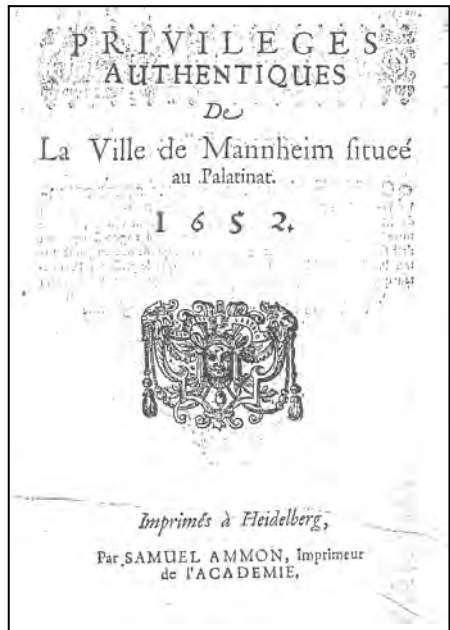 PRIVILEGES
AUTHENTIQUES
De
La Ville de Mannheim ſitueé
au Palatinat.
1652.
Imprimés à Heidelberg,
Par SAMUEL AMMON, Imprimeur
de l'ACADEMIE,